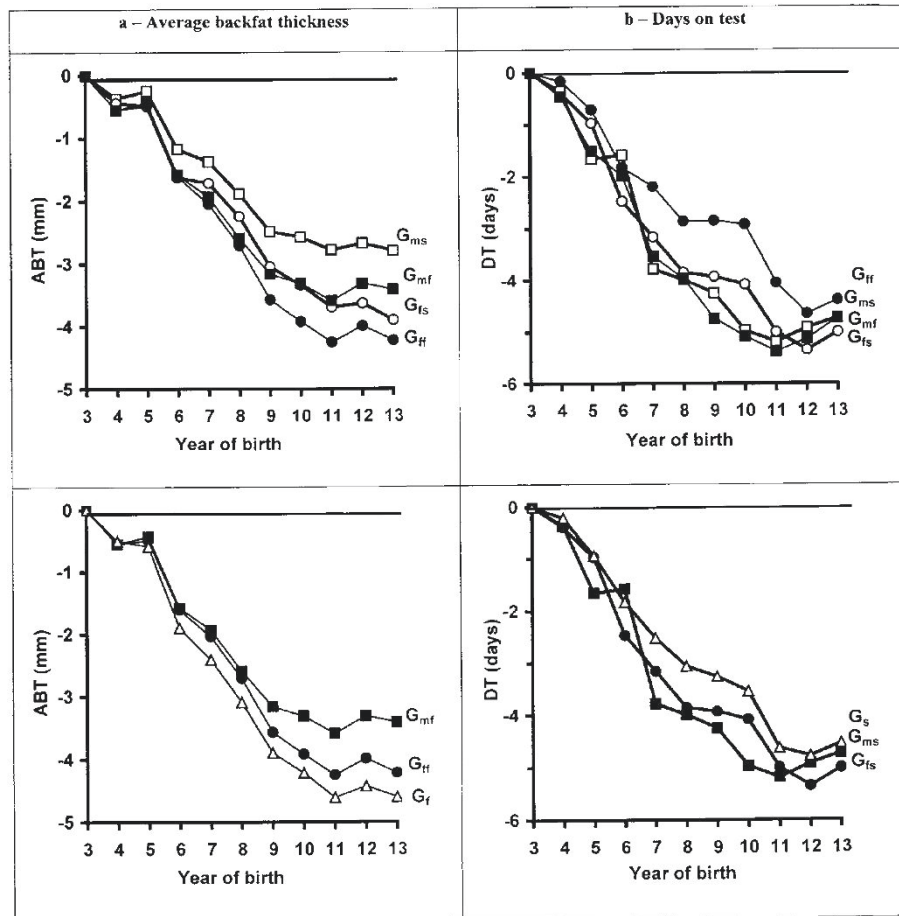 a – Average backfat thickness
b – Days on test
0
-1
-2
-3
-4
-5
ABT (mm)
3 4 5 6 7 8 9 10 11 12 13
Year of birth
Gms
Gmf
Gfs
Gff
0
-2
-4
-6
DT (days)
3 4 5 6 7 8 9 10 11 12 13
Year of birth
Gff
Gms
Gmf
Gfs
0
-1
-2
-3
-4
-5
ABT (mm)
3 4 5 6 7 8 9 10 11 12 13
Year of birth
Gmf
Gff
Gf
0
-2
-4
-6
DT (days)
3 4 5 6 7 8 9 10 11 12 13
Year of birth
Gs
Gms
Gfs